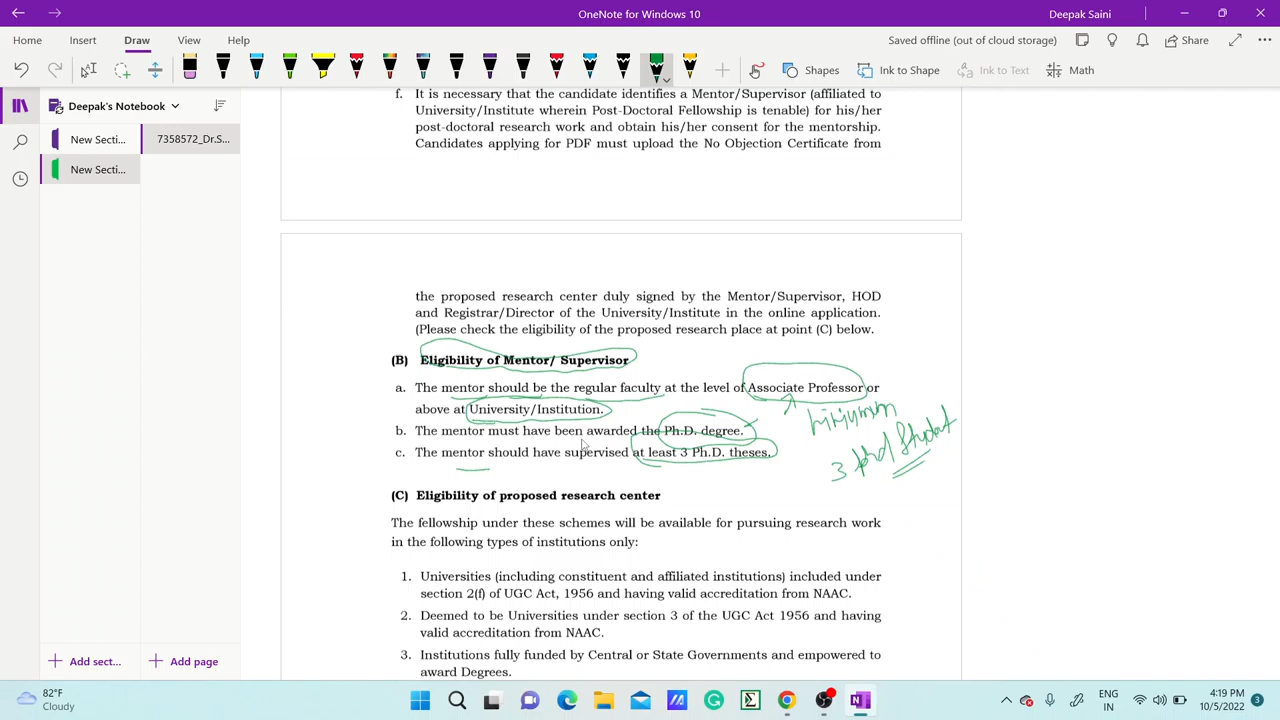 OneNote for Windows 10
Deepak Saini
Home Insert Draw View Help
Saved offline (out of cloud storage)
Share
Shapes
Ink to Shape
Ink to Text
Math
Deepak's Notebook
New Secti...
7358572_Dr.S...
New Secti...
f. It is necessary that the candidate identifies a Mentor/Supervisor (affiliated to
University/Institute wherein Post-Doctoral Fellowship is tenable) for his/her
post-doctoral research work and obtain his/her consent for the mentorship.
Candidates applying for PDF must upload the No Objection Certificate from
the proposed research center duly signed by the Mentor/Supervisor, HOD
and Registrar/Director of the University/Institute in the online application.
(Please check the eligibility of the proposed research place at point (C) below.
(B) Eligibility of Mentor/ Supervisor
a. The mentor should be the regular faculty at the level of Associate Professor or
above at University/Institution.
b. The mentor must have been awarded the Ph.D. degree.
c. The mentor should have supervised at least 3 Ph.D. theses.
3 phd Student
(C) Eligibility of proposed research center
The fellowship under these schemes will be available for pursuing research work
in the following types of institutions only:
1. Universities (including constituent and affiliated institutions) included under
section 2(f) of UGC Act, 1956 and having valid accreditation from NAAC.
2. Deemed to be Universities under section 3 of the UGC Act 1956 and having
valid accreditation from NAAC.
3. Institutions fully funded by Central or State Governments and empowered to
award Degrees.
Add sect...
Add page
82°F
Cloudy
ENG
IN
4:19 PM
10/5/2022
3